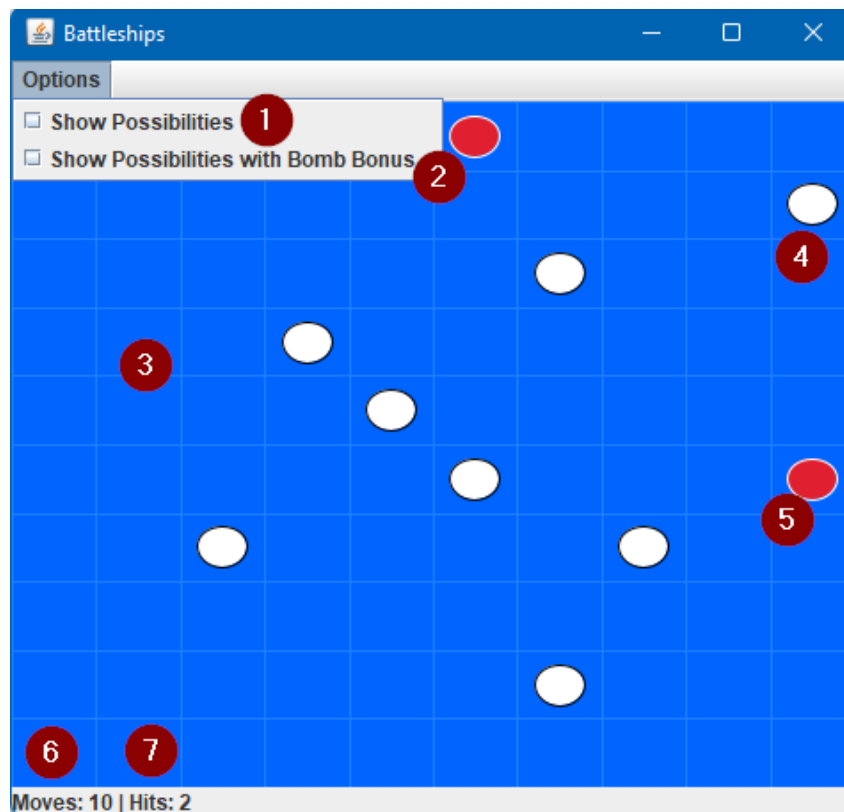 Battleships
Options
Show Possibilities 1
Show Possibilities with Bomb Bonus 2
4
3
5
6 7
Moves: 10 | Hits: 2